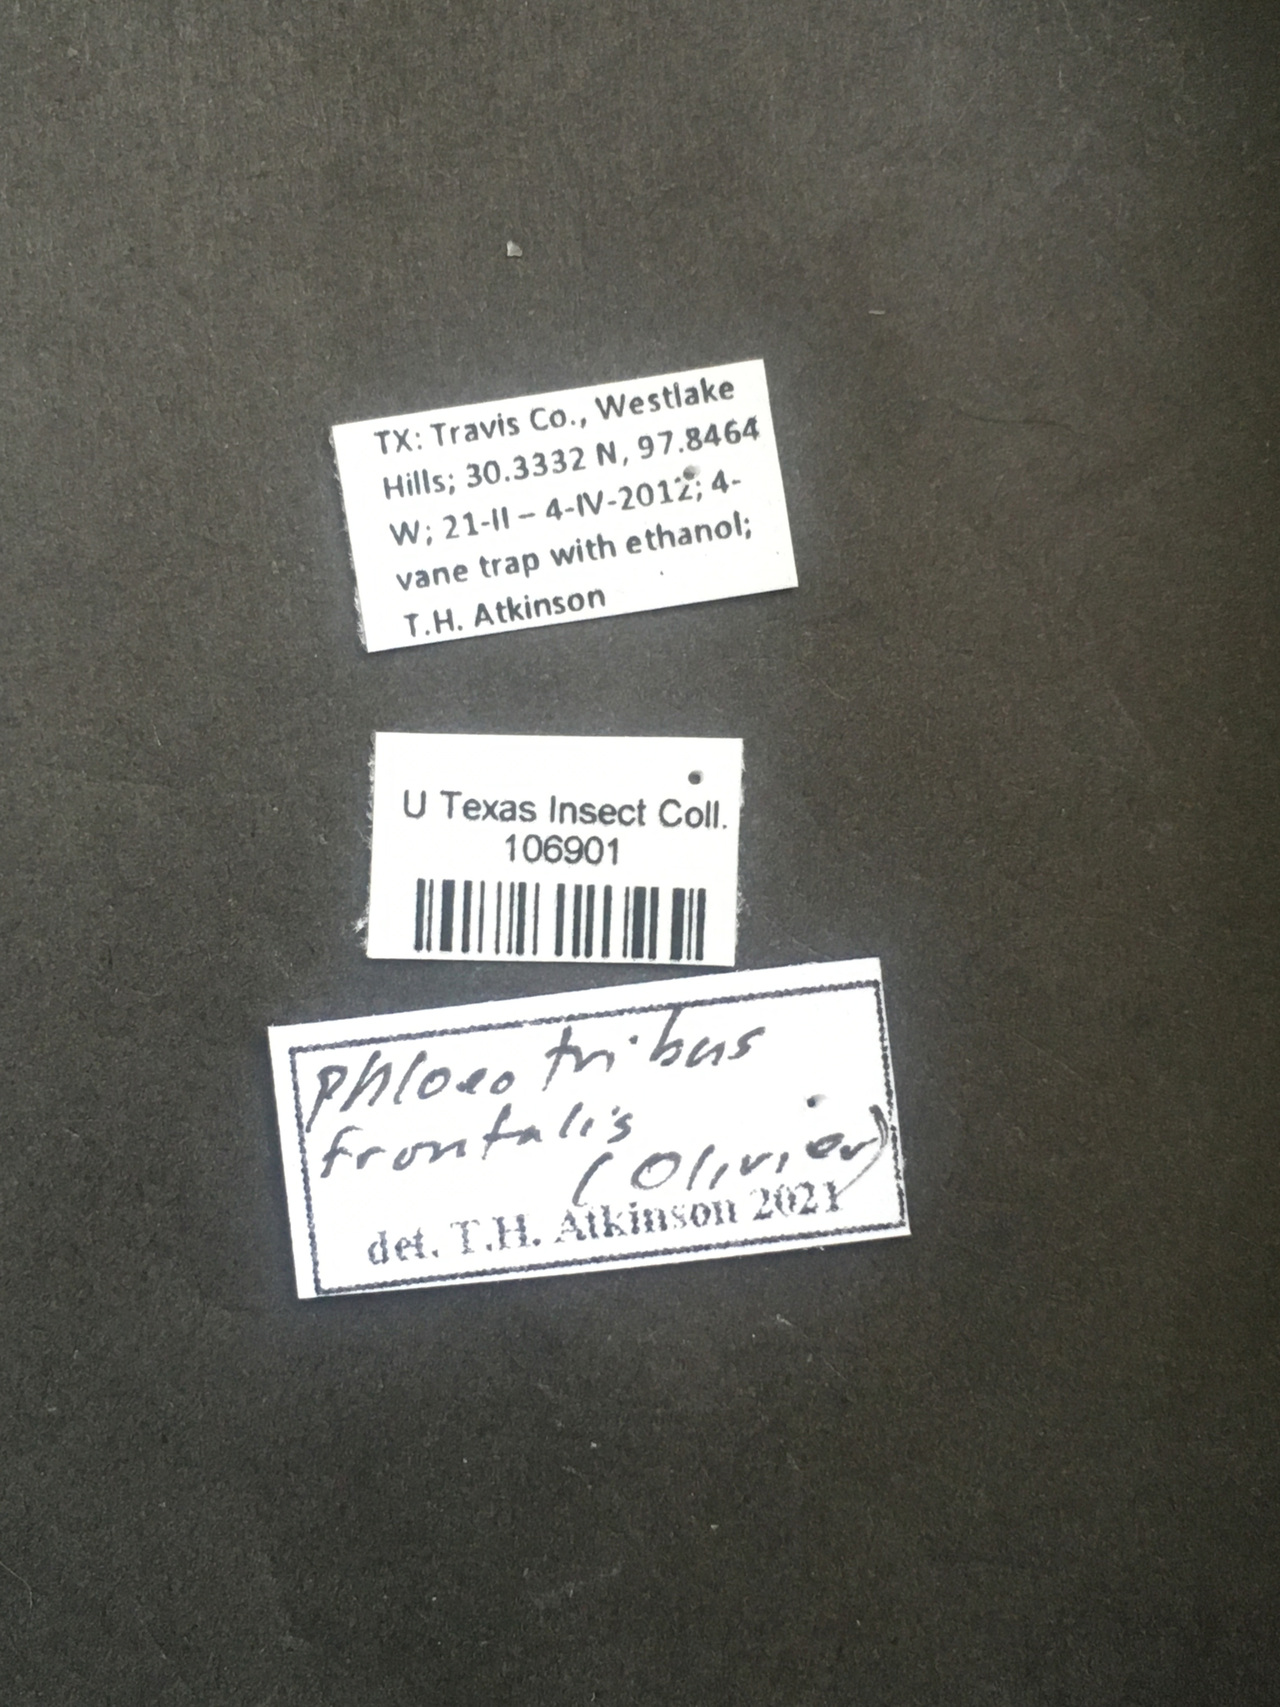 TX: Travis Co., Westlake
Hills; 30.3332 N, 97.8464
W; 21-II – 4-IV-2012; 4-
vane trap with ethanol;
T.H. Atkinson
U Texas Insect Coll.
106901
Phloeotribus
frontalis
(Olivier)
det. T.H. Atkinson 2021